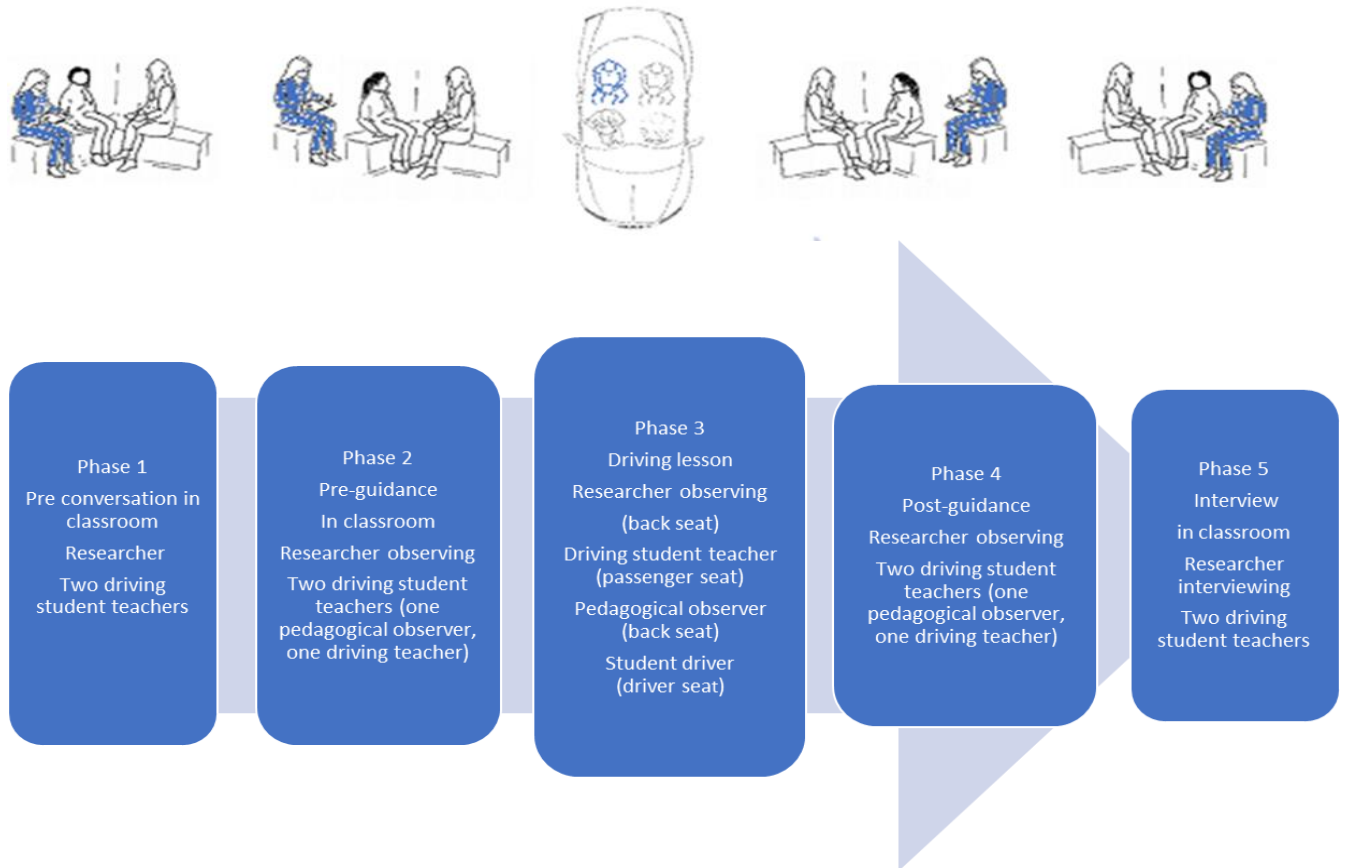 Phase 1
Pre conversation in
classroom
Researcher
Two driving
student teachers
Phase 2
Pre-guidance
In classroom
Researcher observing
Two driving student
teachers (one
pedagogical observer,
one driving teacher)
Phase 3
Driving lesson
Researcher observing
(back seat)
Driving student teacher
(passenger seat)
Pedagogical observer
(back seat)
Student driver
(driver seat)
Phase 4
Post-guidance
Researcher observing
Two driving student
teachers (one
pedagogical observer,
one driving teacher)
Phase 5
Interview
in classroom
Researcher
interviewing
Two driving
student teachers